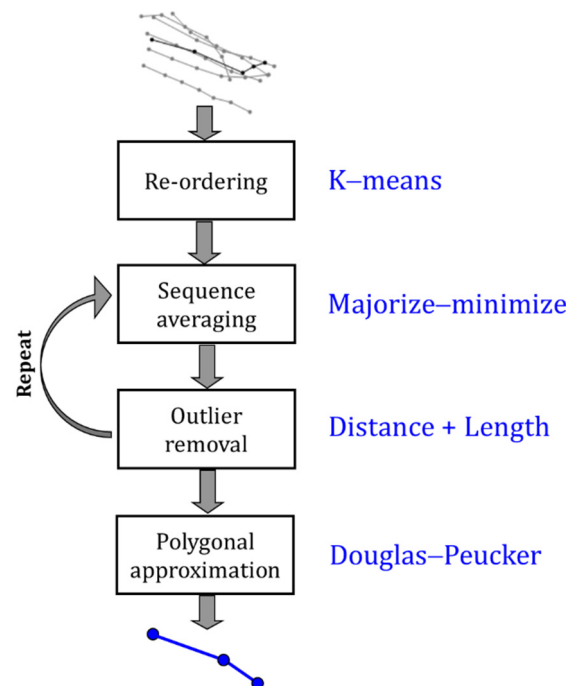 Re-ordering
K–means
Sequence
averaging
Majorize–minimize
Repeat
Outlier
removal
Distance + Length
Polygonal
approximation
Douglas–Peucker